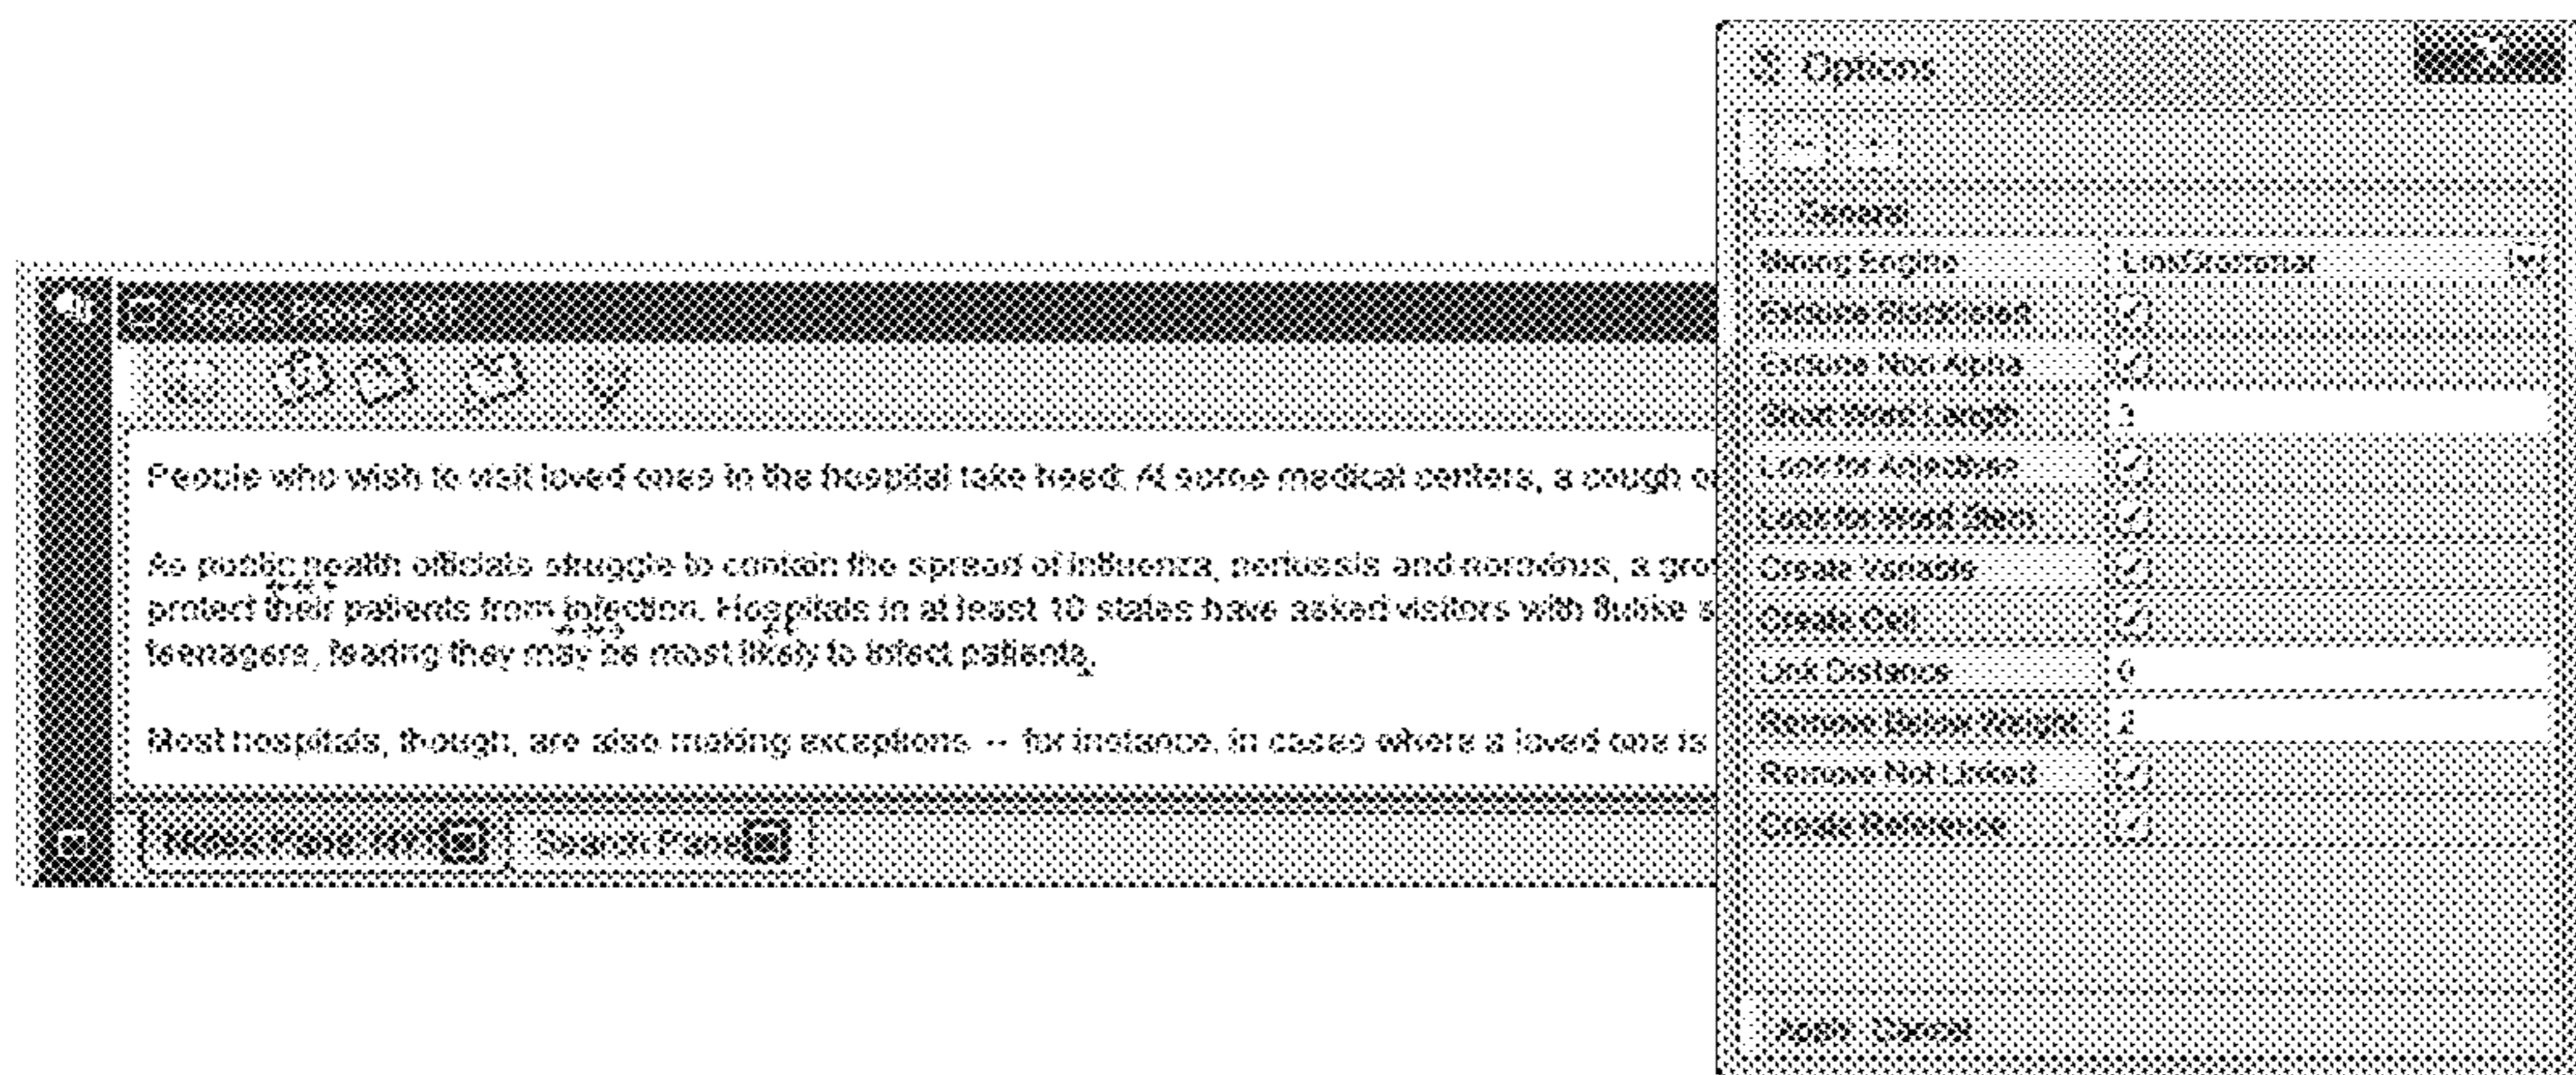 Options
General
Mining Engine
Exclude Blacklisted
Exclude Non Alpha
Short Word Length 3
Look for Adjective
Look for Word Stem
Create Variable
Create Cell
Link Distance
Remove Below Weight 2
Remove Not Linked
Create Reference
Apply Cancel
People who wish to visit loved ones in the hospital take heed: At some medical centers, a cough or
As public health officials struggle to contain the spread of influenza, pertussis and norovirus, a gro
protect their patients from infection. Hospitals in at least 10 states have asked visitors with flulike s
teenagers, fearing they may be most likely to infect patients.
Most hospitals, though, are also making exceptions -- for instance, in cases where a loved one is
Notes Pane Search Pane